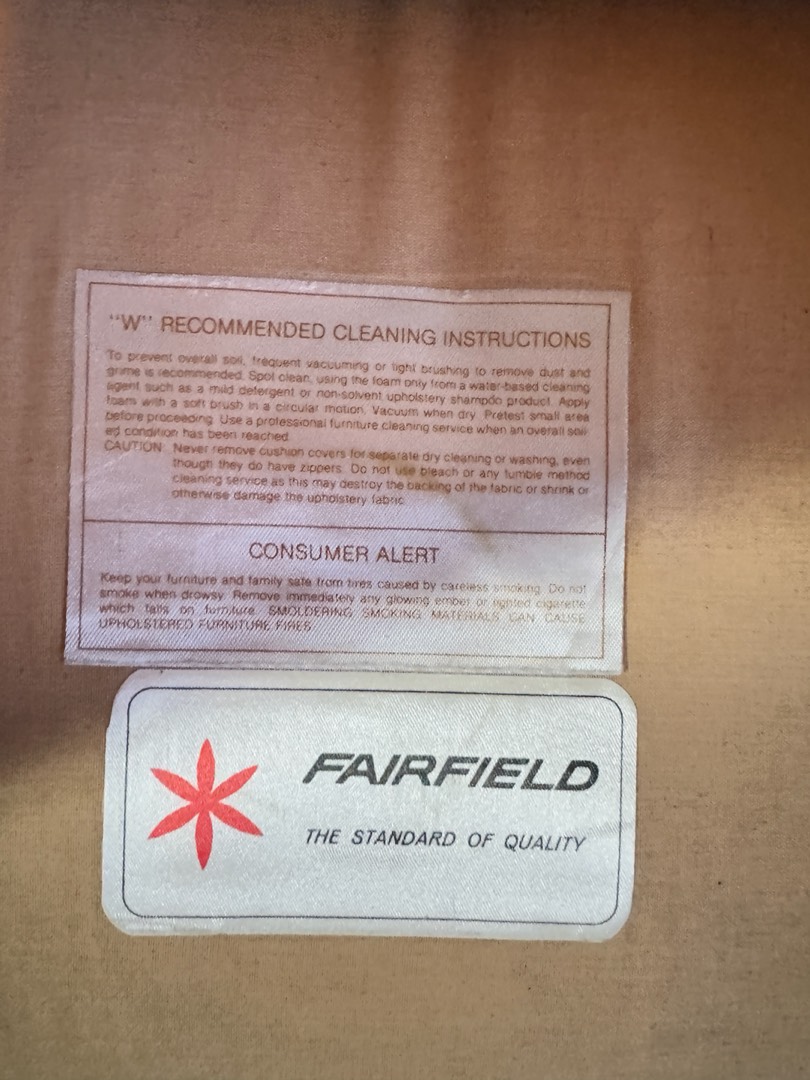 "W" RECOMMENDED CLEANING INSTRUCTIONS
To prevent overall soil, frequent vacuuming or light brushing to remove dust and
grime is recommended. Spot clean, using the foam only from a water-based cleaning
agent such as a mild detergent or non-solvent upholstery shampoo product. Apply
foam with a soft brush in a circular motion. Vacuum when dry. Pretest small area
before proceeding. Use a professional furniture cleaning service when an overall soil-
ed condition has been reached.
CAUTION: Never remove cushion covers for separate dry cleaning or washing, even
though they do have zippers. Do not use bleach or any tumble method
cleaning service as this may destroy the backing of the fabric or shrink or
otherwise damage the upholstery fabric.
CONSUMER ALERT
Keep your furniture and family safe from fires caused by careless smoking. Do not
smoke when drowsy. Remove immediately any glowing ember or lighted cigarette
which falls on furniture. SMOLDERING SMOKING MATERIALS CAN CAUSE
UPHOLSTERED FURNITURE FIRES.
FAIRFIELD
THE STANDARD OF QUALITY